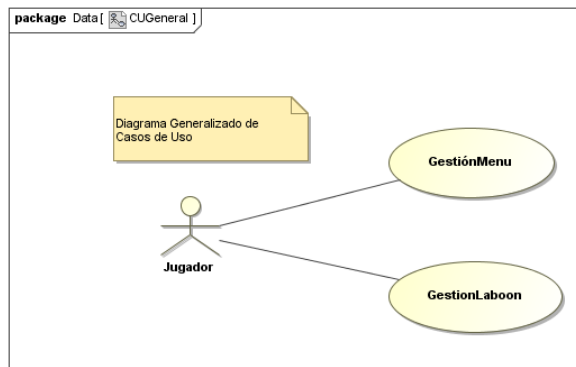 package Data [ CUGeneral ]
Diagrama Generalizado de
Casos de Uso
GestiónMenu
Jugador
GestionLaboon